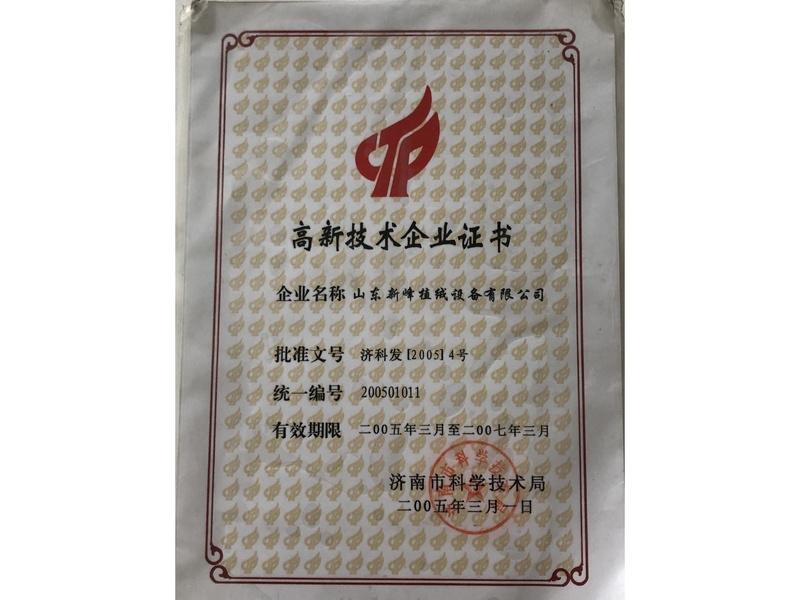 高新技术企业证书
企业名称 山东新峰植绒设备有限公司
批准文号 济科发[2005]4号
统一编号 200501011
有效期限 二00五年三月至二00七年三月
济南市科学技术局
二00五年三月一日